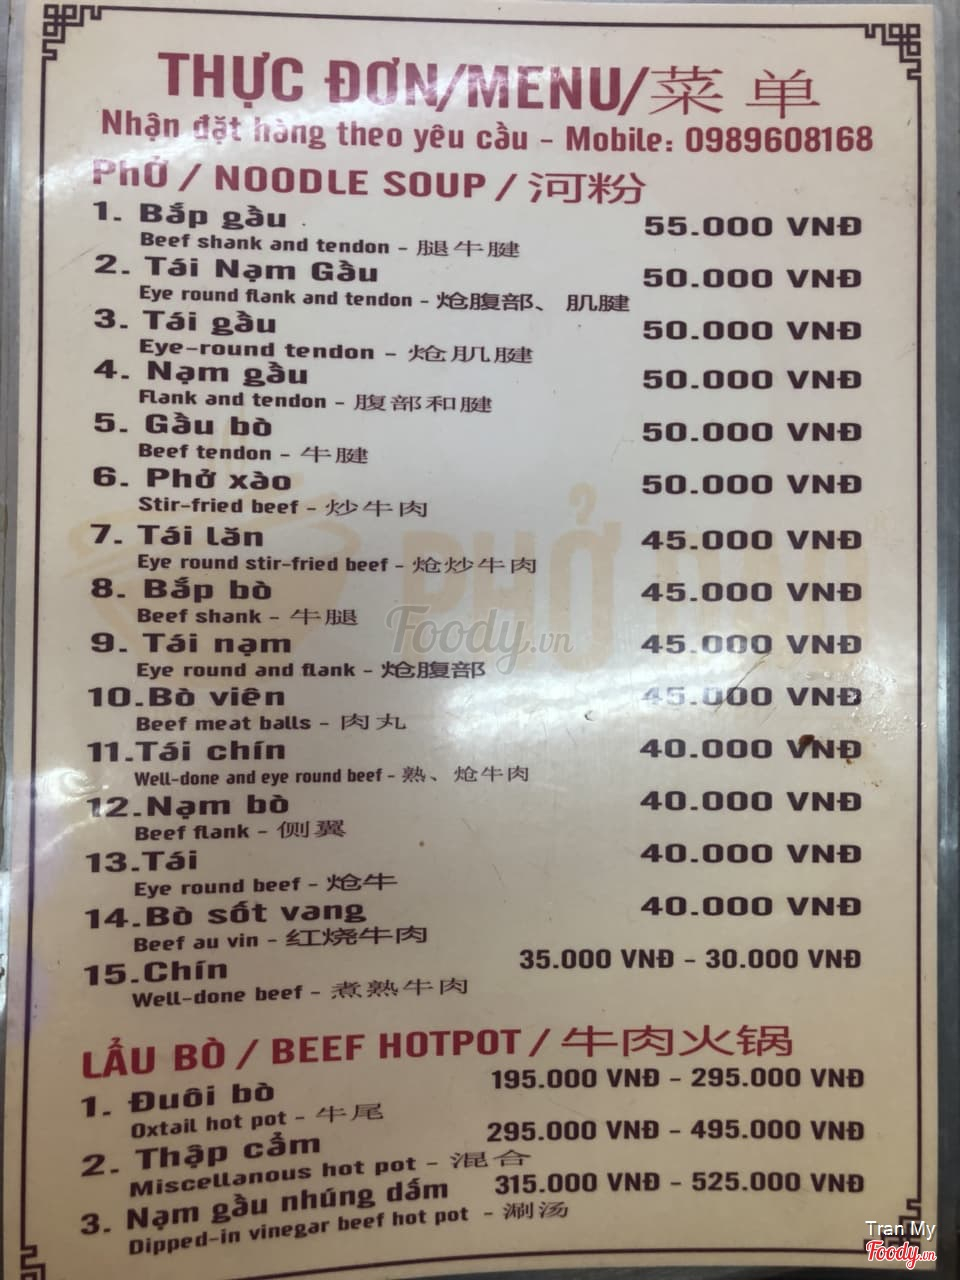 THỰC ĐƠN/MENU/菜单
Nhận đặt hàng theo yêu cầu - Mobile: 0989608168
PHỞ / NOODLE SOUP / 河粉
1. Bắp gầu 55.000 VNĐ
Beef shank and tendon - 腿牛腱
2. Tái Nạm Gầu 50.000 VNĐ
Eye round flank and tendon - 炝腹部、肌腱
3. Tái gầu 50.000 VNĐ
Eye-round tendon - 炝肌腱
4. Nạm gầu 50.000 VNĐ
Flank and tendon - 腹部和腱
5. Gầu bò 50.000 VNĐ
Beef tendon - 牛腱
6. Phở xào 50.000 VNĐ
Stir-fried beef - 炒牛肉
7. Tái lăn 45.000 VNĐ
Eye round stir-fried beef - 炝炒牛肉
8. Bắp bò 45.000 VNĐ
Beef shank - 牛腿
9. Tái nạm 45.000 VNĐ
Eye round and flank - 炝腹部
10.Bò viên 45.000 VNĐ
Beef meat balls - 肉丸
11.Tái chín 40.000 VNĐ
Well-done and eye round beef - 熟、炝牛肉
12.Nạm bò 40.000 VNĐ
Beef flank - 侧翼
13.Tái 40.000 VNĐ
Eye round beef - 炝牛
14.Bò sốt vang 40.000 VNĐ
Beef au vin - 红烧牛肉
15.Chín 35.000 VNĐ - 30.000 VNĐ
Well-done beef - 煮熟牛肉
LẨU BÒ / BEEF HOTPOT / 牛肉火锅
1. Đuôi bò 195.000 VNĐ - 295.000 VNĐ
Oxtail hot pot - 牛尾
2. Thập cẩm 295.000 VNĐ - 495.000 VNĐ
Miscellanous hot pot - 混合
3. Nạm gầu nhúng dấm 315.000 VNĐ - 525.000 VNĐ
Dipped-in vinegar beef hot pot - 涮汤
PHỞ
Foody.vn
Tran My
Foody.vn